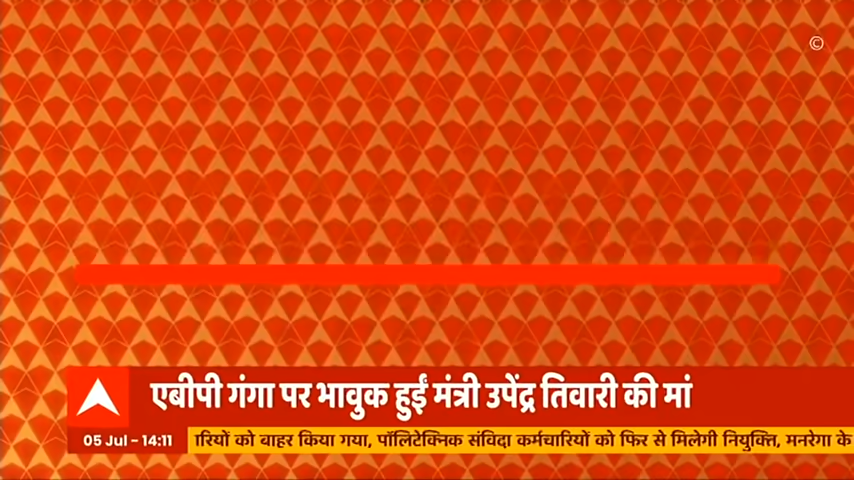 ©
एबीपी गंगा पर भावुक हुईं मंत्री उपेंद्र तिवारी की मां
05 Jul - 14:11
रियों को बाहर किया गया, पॉलिटेक्निक संविदा कर्मचारियों को फिर से मिलेगी नियुक्ति, मनरेगा के